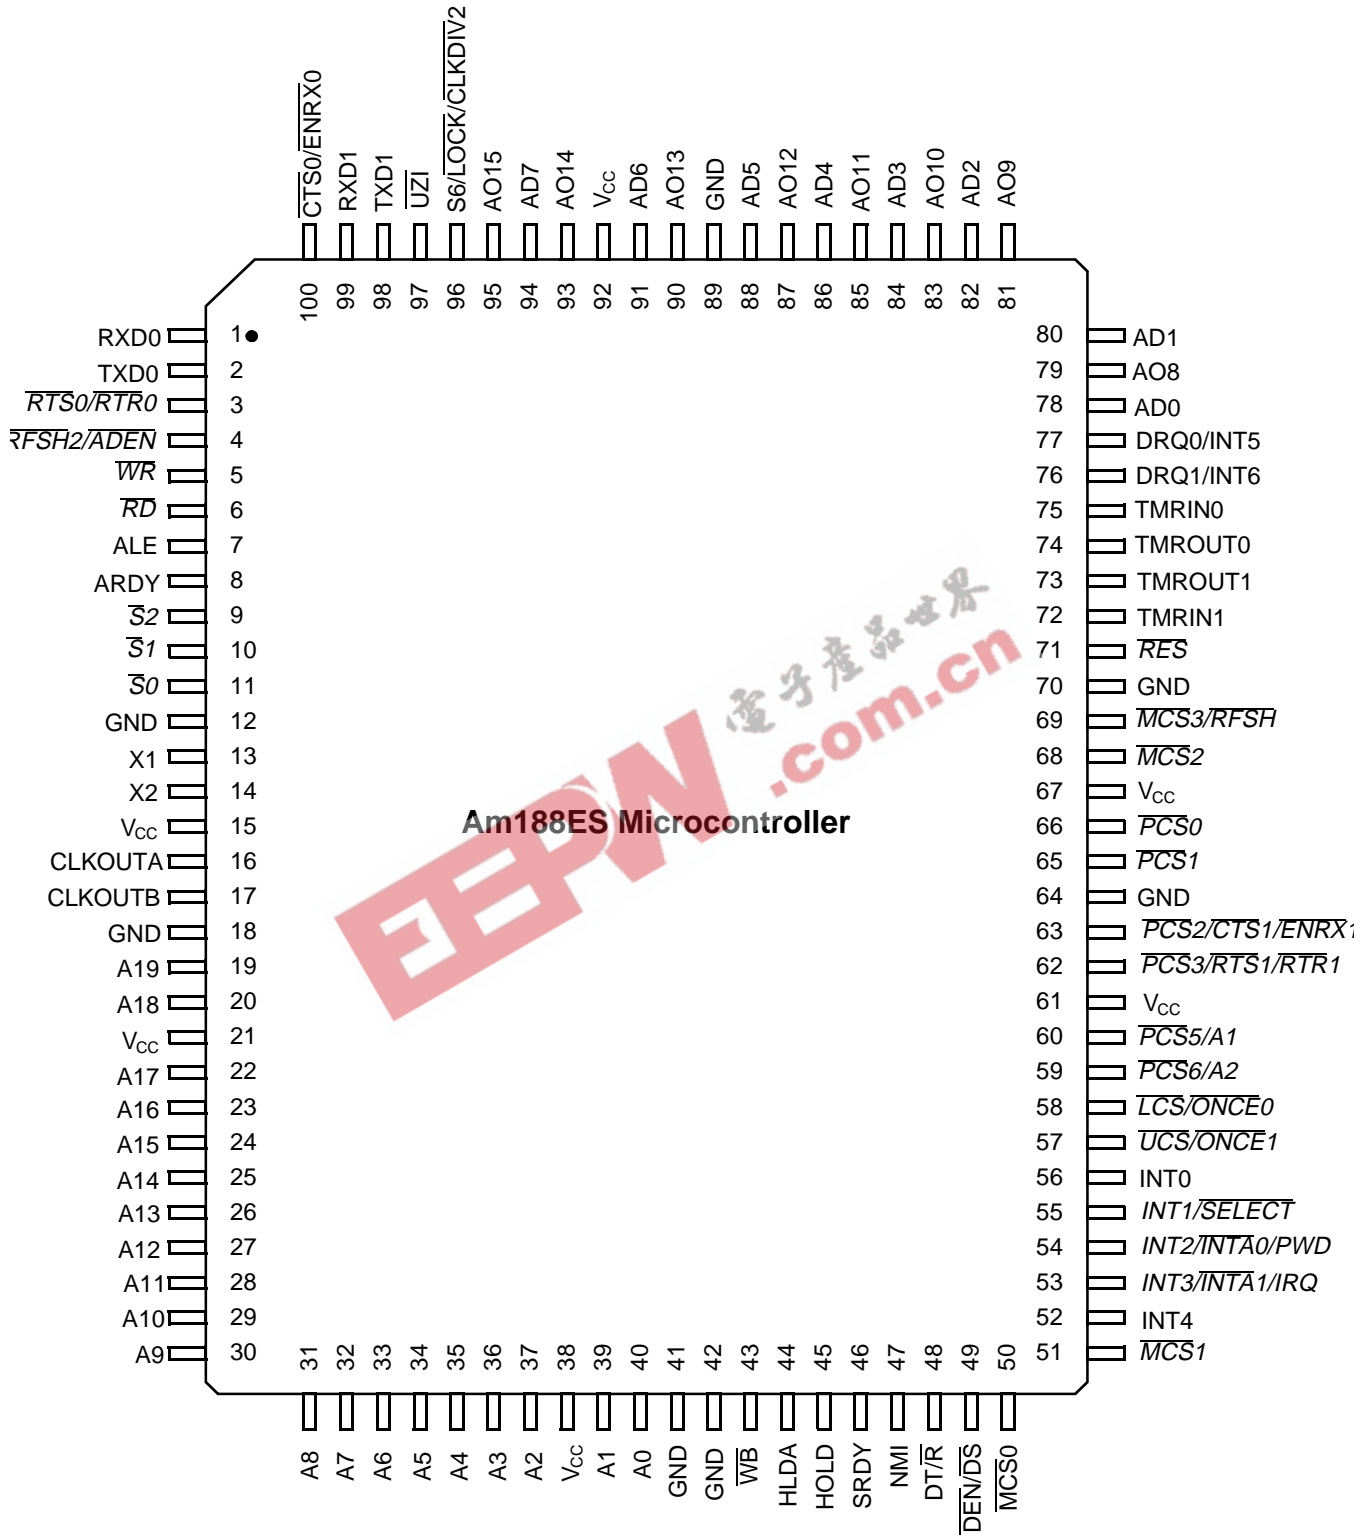 CTS0/ENRX0
RXD1
TXD1
UZI
S6/LOCK/CLKDIV2
AO15
AD7
AO14
VCC
AD6
AO13
GND
AD5
AO12
AD4
AO11
AD3
AO10
AD2
AO9
100 99 98 97 96 95 94 93 92 91 90 89 88 87 86 85 84 83 82 81
RXD0 1 80 AD1
TXD0 2 79 AO8
RTS0/RTR0 3 78 AD0
RFSH2/ADEN 4 77 DRQ0/INT5
WR 5 76 DRQ1/INT6
RD 6 75 TMRIN0
ALE 7 74 TMROUT0
ARDY 8 73 TMROUT1
S2 9 72 TMRIN1
S1 10 71 RES
S0 11 70 GND
GND 12 69 MCS3/RFSH
X1 13 68 MCS2
X2 14 67 VCC
VCC 15 66 PCS0
CLKOUTA 16 65 PCS1
CLKOUTB 17 64 GND
GND 18 63 PCS2/CTS1/ENRX1
A19 19 62 PCS3/RTS1/RTR1
A18 20 61 VCC
VCC 21 60 PCS5/A1
A17 22 59 PCS6/A2
A16 23 58 LCS/ONCE0
A15 24 57 UCS/ONCE1
A14 25 56 INT0
A13 26 55 INT1/SELECT
A12 27 54 INT2/INTA0/PWD
A11 28 53 INT3/INTA1/IRQ
A10 29 52 INT4
A9 30 51 MCS1
Am188ES Microcontroller
EEPW
電子產品世界
.com.cn
31 32 33 34 35 36 37 38 39 40 41 42 43 44 45 46 47 48 49 50
A8
A7
A6
A5
A4
A3
A2
VCC
A1
A0
GND
GND
WB
HLDA
HOLD
SRDY
NMI
DT/R
DEN/DS
MCS0